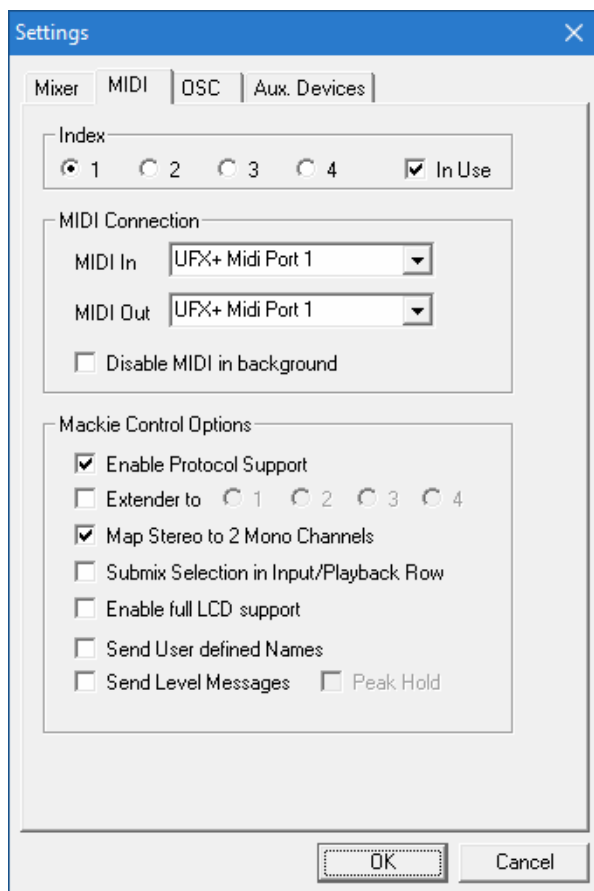 Settings
Mixer MIDI OSC Aux. Devices
Index
1 2 3 4 In Use
MIDI Connection
MIDI In UFX+ Midi Port 1
MIDI Out UFX+ Midi Port 1
Disable MIDI in background
Mackie Control Options
Enable Protocol Support
Extender to 1 2 3 4
Map Stereo to 2 Mono Channels
Submix Selection in Input/Playback Row
Enable full LCD support
Send User defined Names
Send Level Messages Peak Hold
OK Cancel